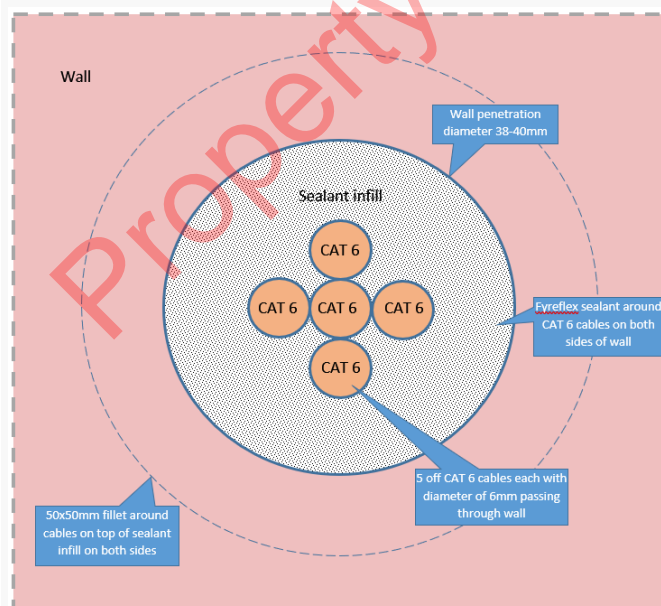 Property
Wall
Wall penetration
diameter 38-40mm
Sealant infill
CAT 6
CAT 6
CAT 6
CAT 6
CAT 6
Fyreflex sealant around
CAT 6 cables on both
sides of wall
5 off CAT 6 cables each with
diameter of 6mm passing
through wall
50x50mm fillet around
cables on top of sealant
infill on both sides